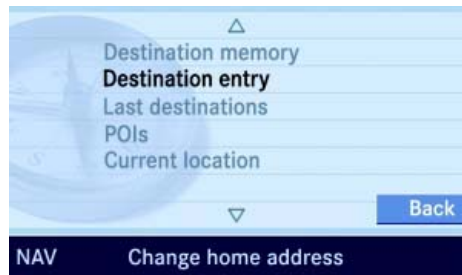 Destination memory
Destination entry
Last destinations
POIs
Current location
Back
NAV Change home address